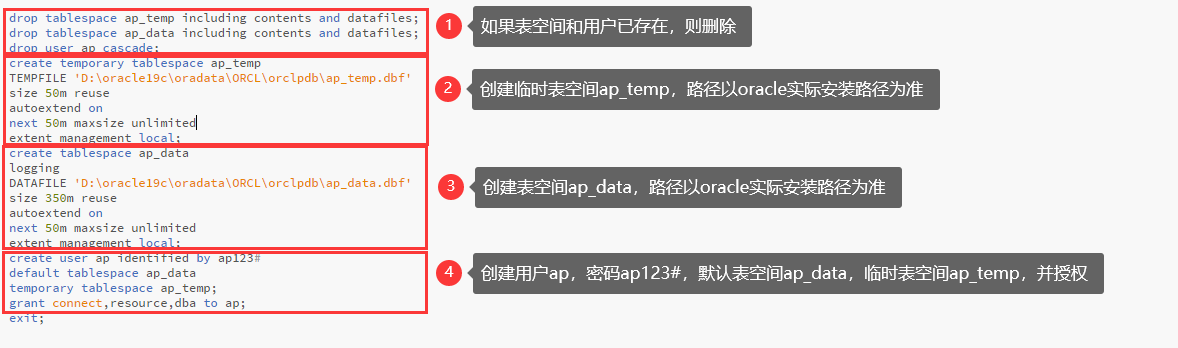 drop tablespace ap_temp including contents and datafiles;
drop tablespace ap_data including contents and datafiles;
drop user ap cascade;
1 如果表空间和用户已存在，则删除
create temporary tablespace ap_temp
TEMPFILE 'D:\oracle19c\oradata\ORCL\orclpdb\ap_temp.dbf'
size 50m reuse
autoextend on
next 50m maxsize unlimited
extent management local;
2 创建临时表空间ap_temp，路径以oracle实际安装路径为准
create tablespace ap_data
logging
DATAFILE 'D:\oracle19c\oradata\ORCL\orclpdb\ap_data.dbf'
size 350m reuse
autoextend on
next 50m maxsize unlimited
extent management local;
3 创建表空间ap_data，路径以oracle实际安装路径为准
create user ap identified by ap123#
default tablespace ap_data
temporary tablespace ap_temp;
grant connect,resource,dba to ap;
4 创建用户ap，密码ap123#，默认表空间ap_data，临时表空间ap_temp，并授权
exit;